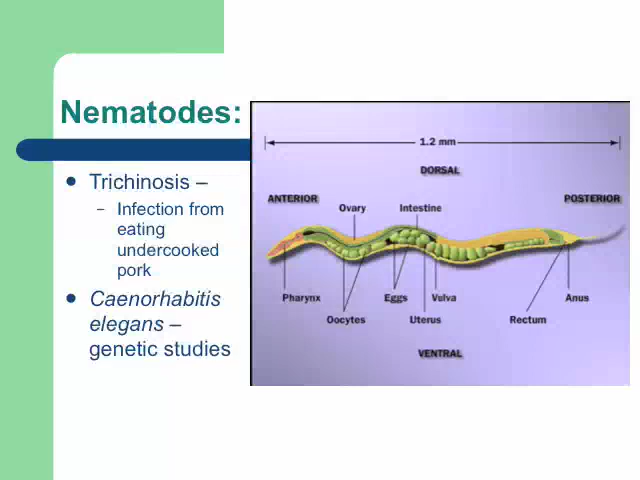 Nematodes:
Trichinosis –
– Infection from
eating
undercooked
pork
Caenorhabitis
elegans –
genetic studies
1.2 mm
DORSAL
ANTERIOR
POSTERIOR
Ovary
Intestine
Pharynx
Eggs
Vulva
Anus
Oocytes
Uterus
Rectum
VENTRAL